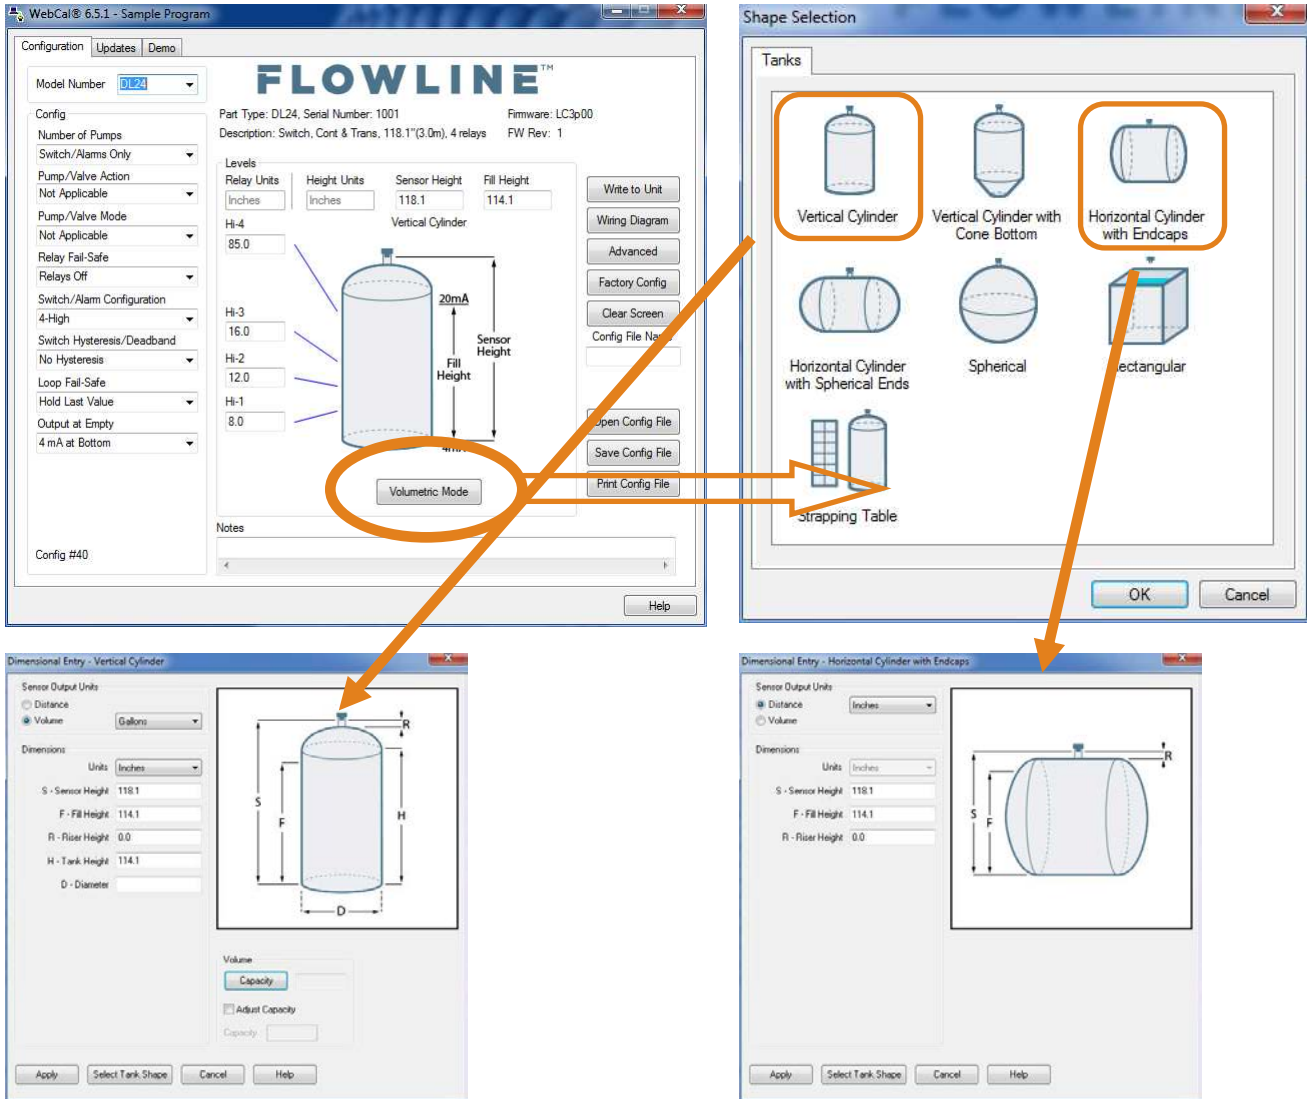 WebCal® 6.5.1 - Sample Program
Configuration
Updates
Demo
Model Number
DL24
FLOWLINE™
Part Type: DL24, Serial Number: 1001
Firmware: LC3p00
Description: Switch, Cont & Trans, 118.1"(3.0m), 4 relays
FW Rev: 1
Config
Number of Pumps
Switch/Alarms Only
Pump/Valve Action
Not Applicable
Pump/Valve Mode
Not Applicable
Relay Fail-Safe
Relays Off
Switch/Alarm Configuration
4-High
Switch Hysteresis/Deadband
No Hysteresis
Loop Fail-Safe
Hold Last Value
Output at Empty
4 mA at Bottom
Config #40
Levels
Relay Units
Height Units
Sensor Height
Fill Height
Inches
Inches
118.1
114.1
Hi-4
85.0
Vertical Cylinder
Hi-3
16.0
Hi-2
12.0
Hi-1
8.0
20mA
Sensor
Height
Fill
Height
4mA
Volumetric Mode
Write to Unit
Wiring Diagram
Advanced
Factory Config
Clear Screen
Config File Name
Open Config File
Save Config File
Print Config File
Notes
Help
Shape Selection
Tanks
Vertical Cylinder
Vertical Cylinder with
Cone Bottom
Horizontal Cylinder
with Endcaps
Horizontal Cylinder
with Spherical Ends
Spherical
Rectangular
Strapping Table
OK
Cancel
Dimensional Entry - Vertical Cylinder
Sensor Output Units
Distance
Volume
Gallons
Dimensions
Units
Inches
S - Sensor Height
118.1
F - Fill Height
114.1
R - Riser Height
0.0
H - Tank Height
114.1
D - Diameter
R
S
F
H
D
Volume
Capacity
Adjust Capacity
Capacity
Apply
Select Tank Shape
Cancel
Help
Dimensional Entry - Horizontal Cylinder with Endcaps
Sensor Output Units
Distance
Inches
Volume
Dimensions
Units
Inches
S - Sensor Height
118.1
F - Fill Height
114.1
R - Riser Height
0.0
R
S
F
Apply
Select Tank Shape
Cancel
Help